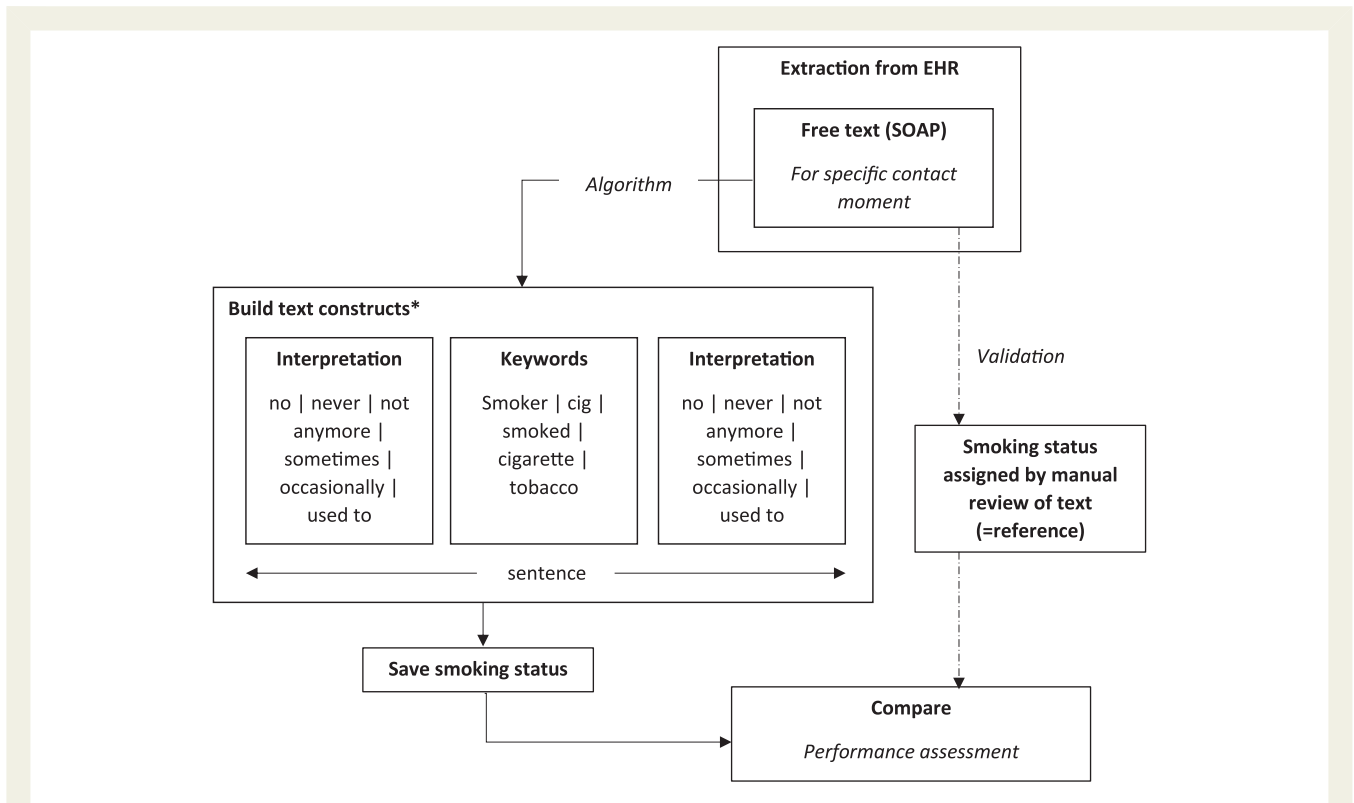 Extraction from EHR
Free text (SOAP)
For specific contact
moment
Algorithm
Build text constructs*
Interpretation
no | never | not
anymore |
sometimes |
occasionally |
used to
Keywords
Smoker | cig |
smoked |
cigarette |
tobacco
Interpretation
no | never | not
anymore |
sometimes |
occasionally |
used to
sentence
Validation
Smoking status
assigned by manual
review of text
(=reference)
Save smoking status
Compare
Performance assessment